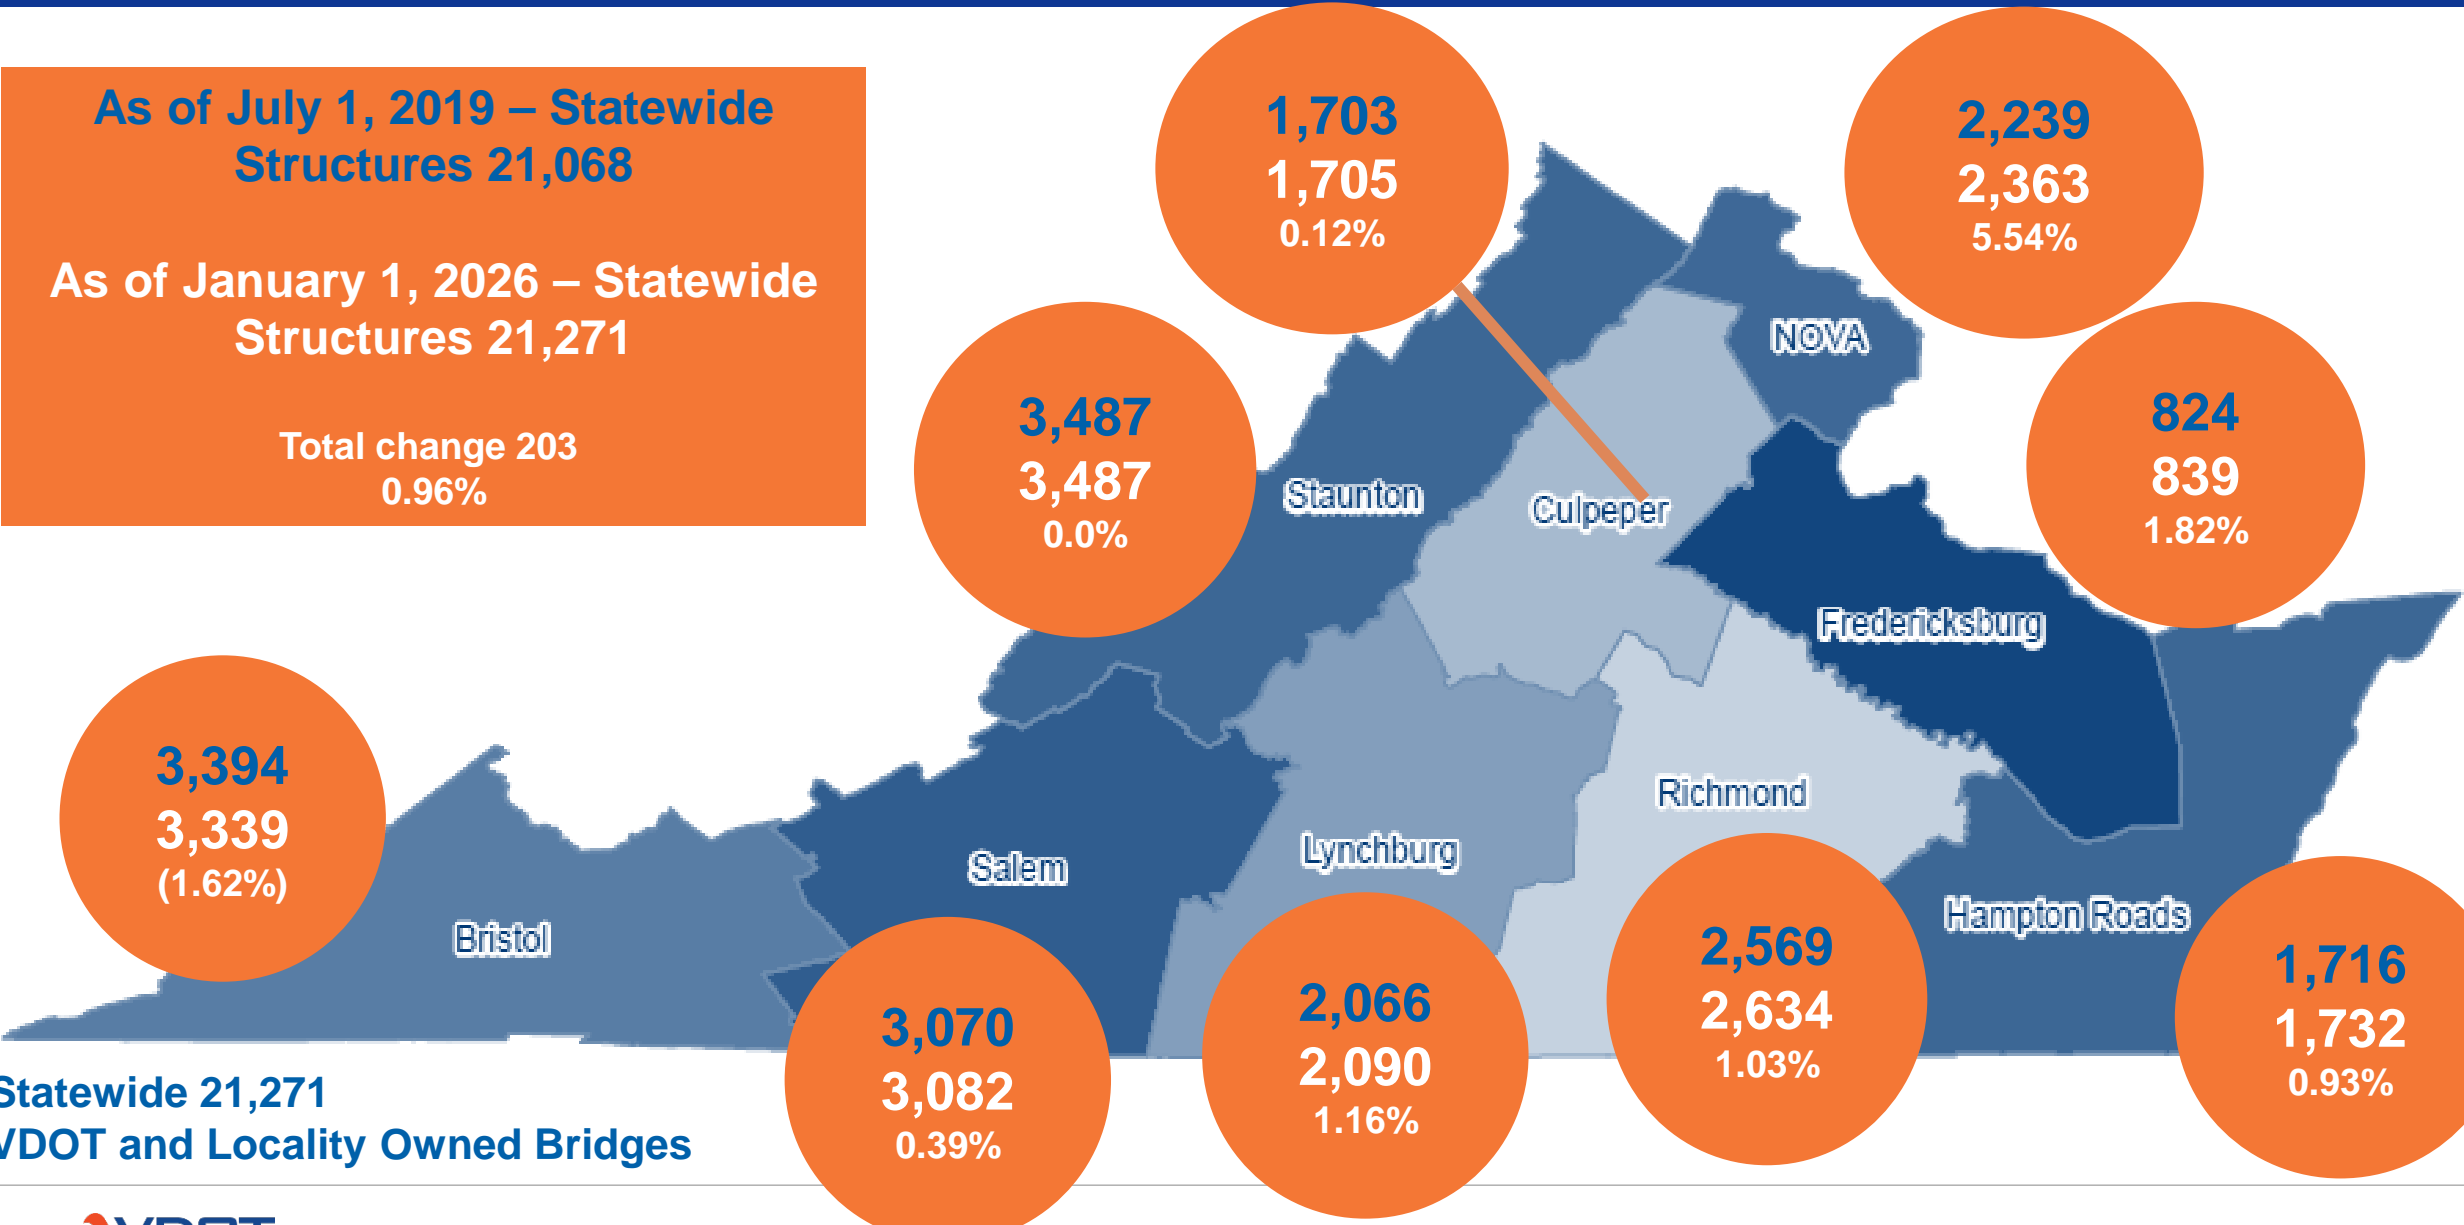 As of July 1, 2019 – Statewide
Structures 21,068
As of January 1, 2026 – Statewide
Structures 21,271
Total change 203
0.96%
1,703
1,705
0.12%
2,239
2,363
5.54%
3,487
3,487
0.0%
824
839
1.82%
NOVA
Staunton
Culpeper
Fredericksburg
3,394
3,339
(1.62%)
Bristol
Salem
Lynchburg
Richmond
Hampton Roads
3,070
3,082
0.39%
2,066
2,090
1.16%
2,569
2,634
1.03%
1,716
1,732
0.93%
Statewide 21,271
VDOT and Locality Owned Bridges
VDOT